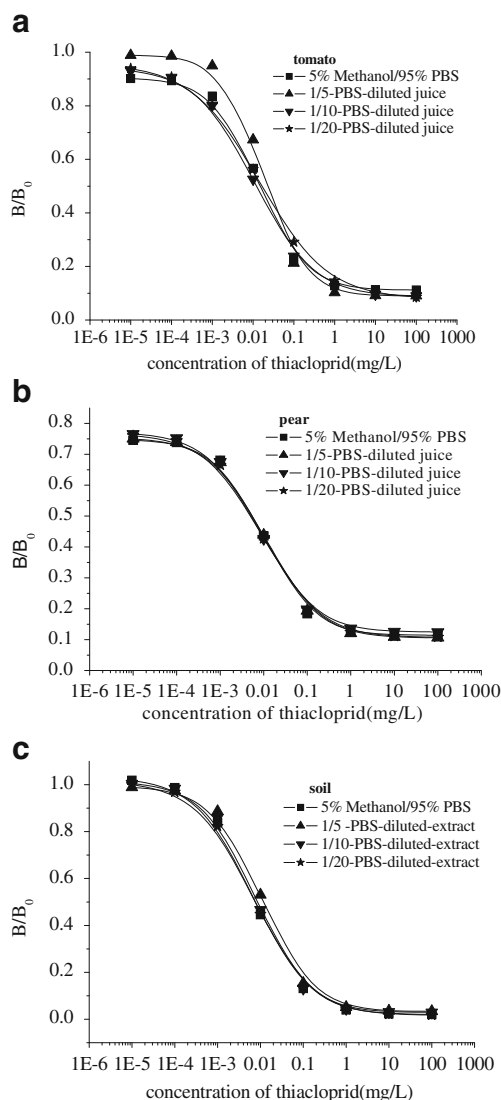 a
tomato
5% Methanol/95% PBS
1/5-PBS-diluted juice
1/10-PBS-diluted juice
1/20-PBS-diluted juice
1.0
0.8
0.6
0.4
0.2
0.0
B/B0
1E-6 1E-5 1E-4 1E-3 0.01 0.1 1 10 100 1000
concentration of thiacloprid(mg/L)
b
pear
5% Methanol/95% PBS
1/5-PBS-diluted juice
1/10-PBS-diluted juice
1/20-PBS-diluted juice
0.8
0.7
0.6
0.5
0.4
0.3
0.2
0.1
0.0
B/B0
1E-6 1E-5 1E-4 1E-3 0.01 0.1 1 10 100 1000
concentration of thiacloprid(mg/L)
c
soil
5% Methanol/95% PBS
1/5 -PBS-diluted-extract
1/10-PBS-diluted-extract
1/20-PBS-diluted-extract
1.0
0.8
0.6
0.4
0.2
0.0
B/B0
1E-6 1E-5 1E-4 1E-3 0.01 0.1 1 10 100 1000
concentration of thiacloprid(mg/L)